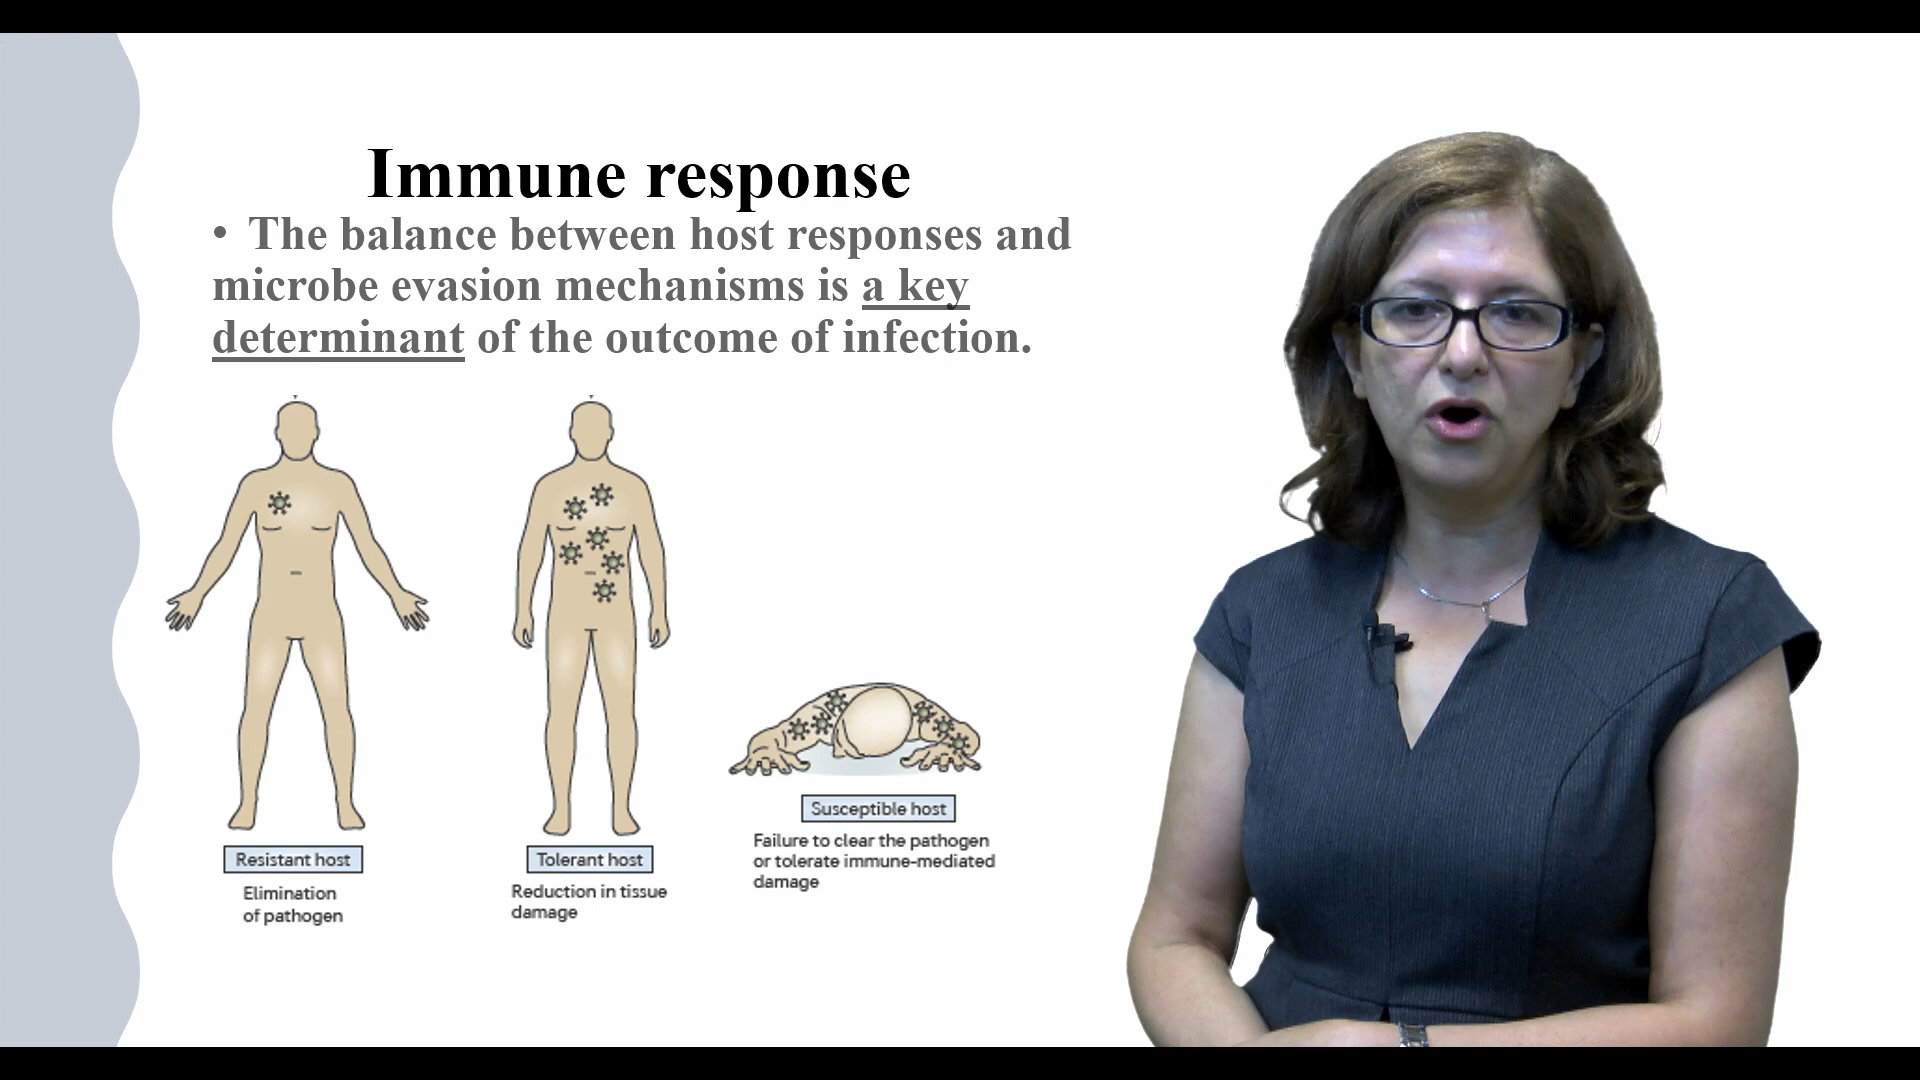 Immune response
• The balance between host responses and
microbe evasion mechanisms is a key
determinant of the outcome of infection.
Resistant host
Elimination
of pathogen
Tolerant host
Reduction in tissue
damage
Susceptible host
Failure to clear the pathogen
or tolerate immune-mediated
damage